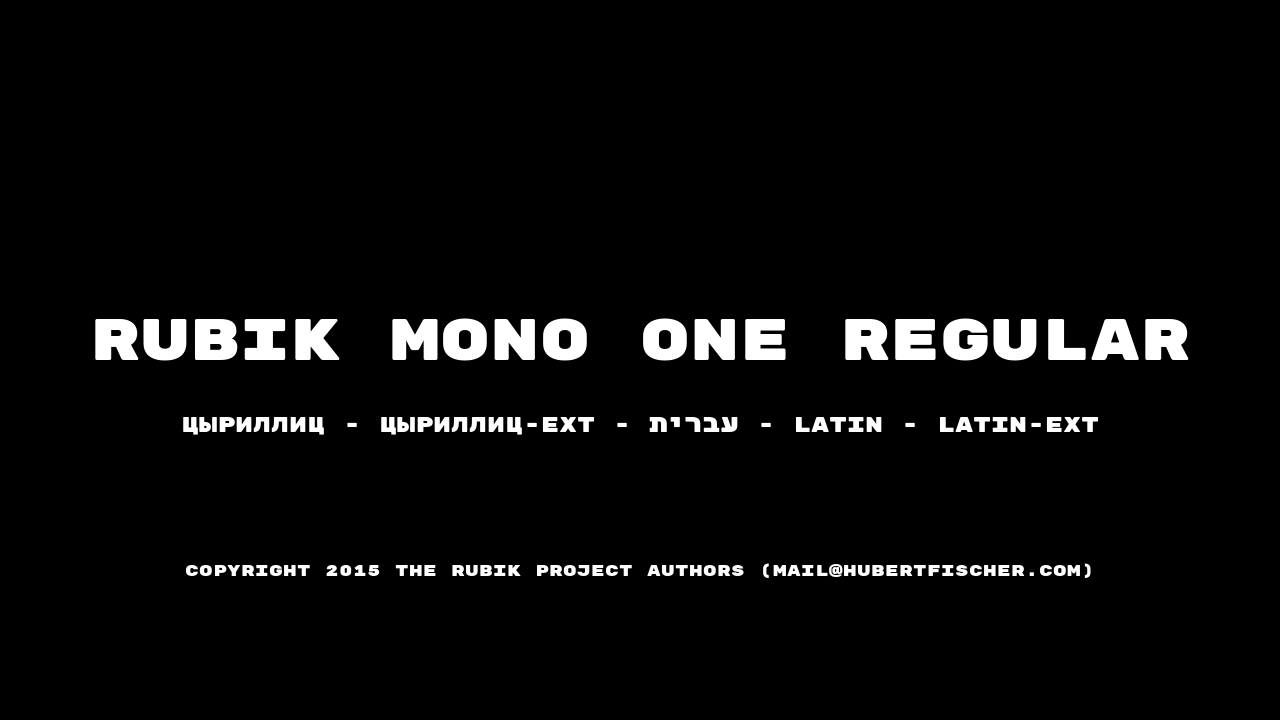 RUBIK MONO ONE REGULAR
ЦЫРИЛЛИЦ - ЦЫРИЛЛИЦ-EXT - עברית - LATIN - LATIN-EXT
COPYRIGHT 2015 THE RUBIK PROJECT AUTHORS (MAIL@HUBERTFISCHER.COM)